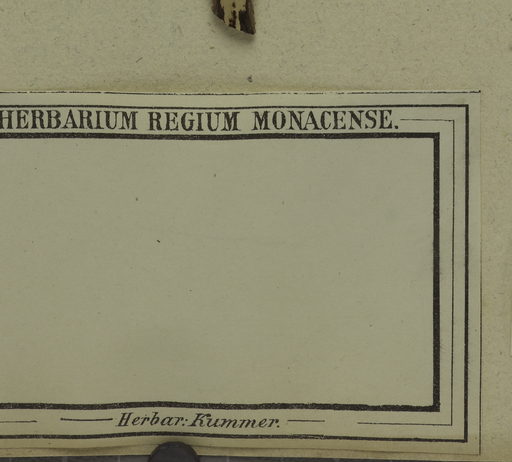 HERBARIUM REGIUM MONACENSE.
Herbar: Kummer.